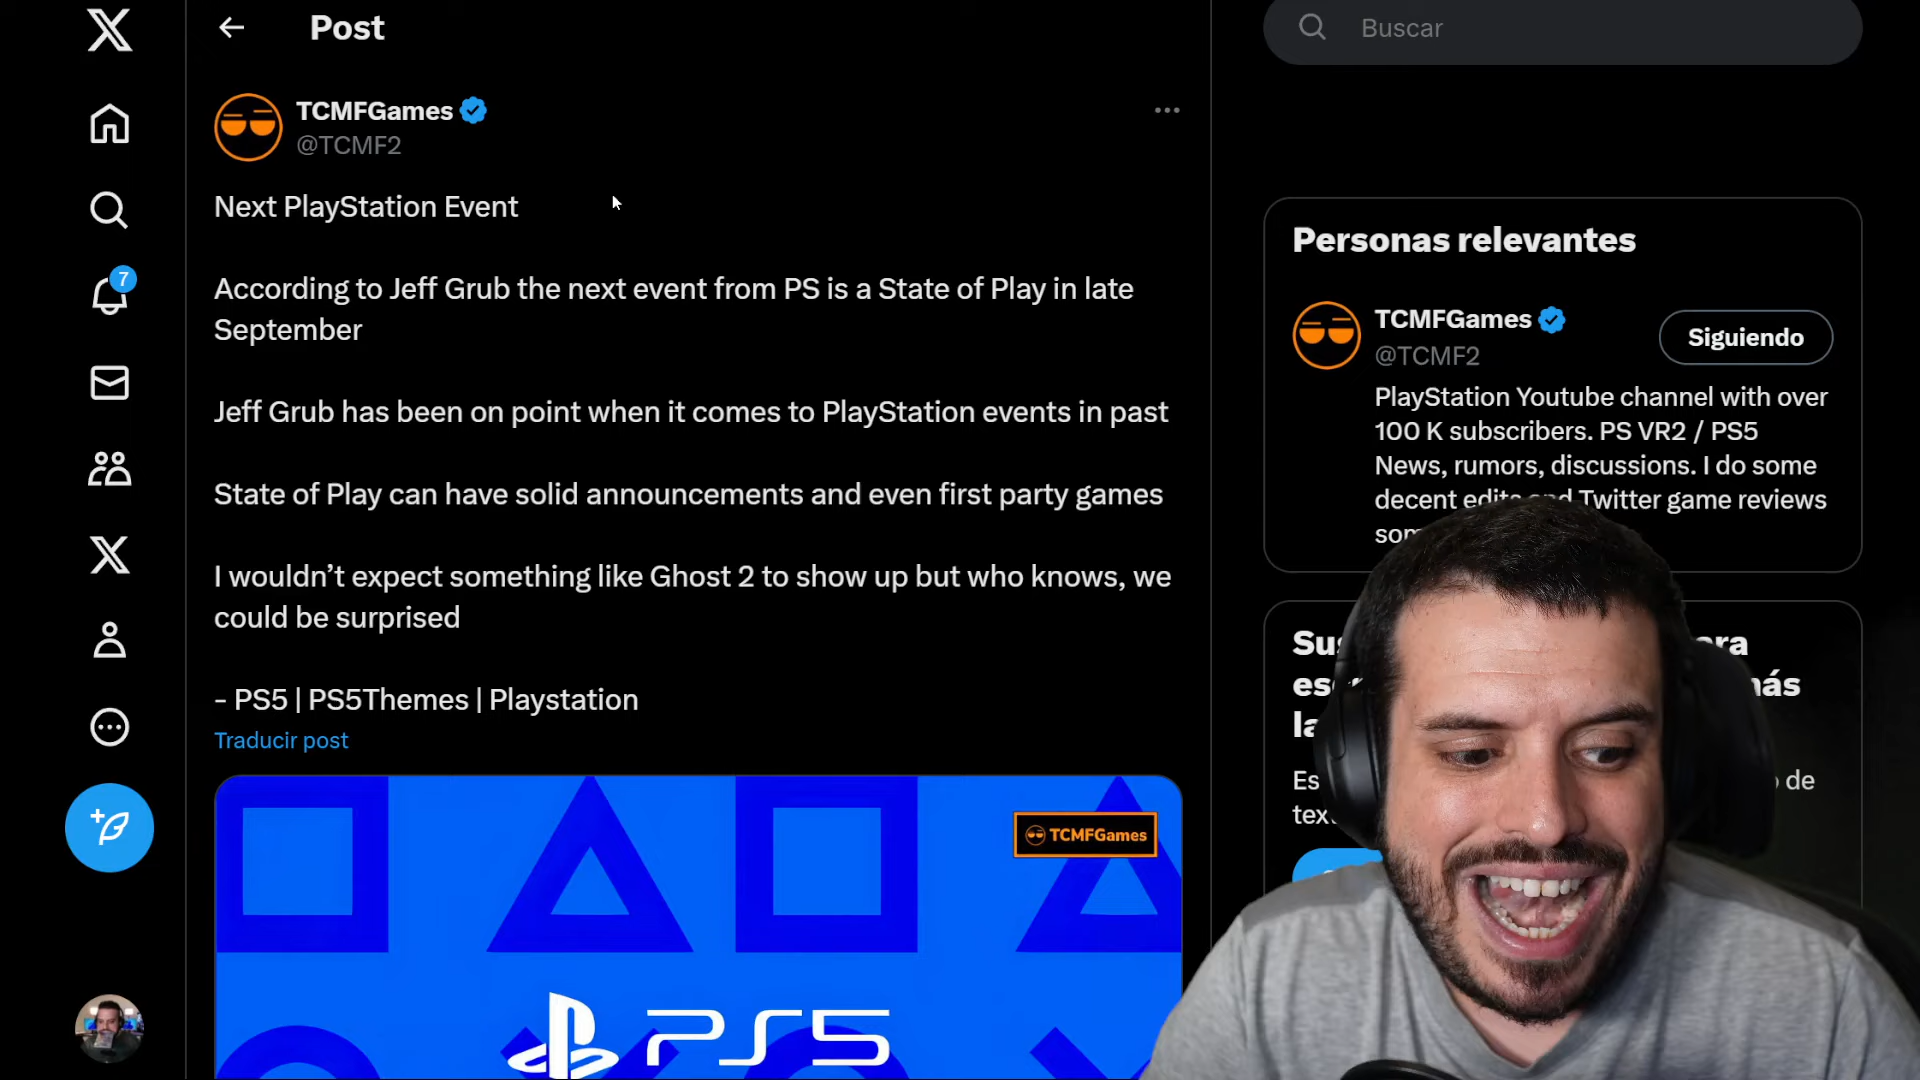 Post
Buscar
TCMFGames
@TCMF2
Next PlayStation Event
According to Jeff Grub the next event from PS is a State of Play in late
September
Jeff Grub has been on point when it comes to PlayStation events in past
State of Play can have solid announcements and even first party games
I wouldn’t expect something like Ghost 2 to show up but who knows, we
could be surprised
- PS5 | PS5Themes | Playstation
Traducir post
TCMFGames
PS5
7
Personas relevantes
TCMFGames
@TCMF2
Siguiendo
PlayStation Youtube channel with over
100 K subscribers. PS VR2 / PS5
News, rumors, discussions. I do some
decent edits and Twitter game reviews